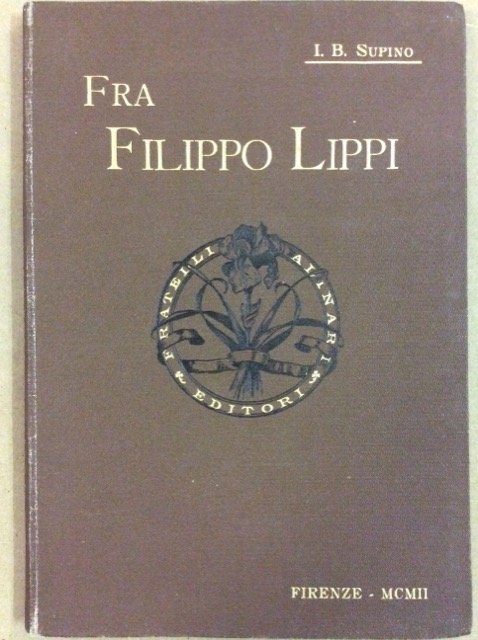 I. B. SUPINO
FRA
FILIPPO LIPPI
FRATELLI ALINARI
EDITORI
FIRENZE - MCMII